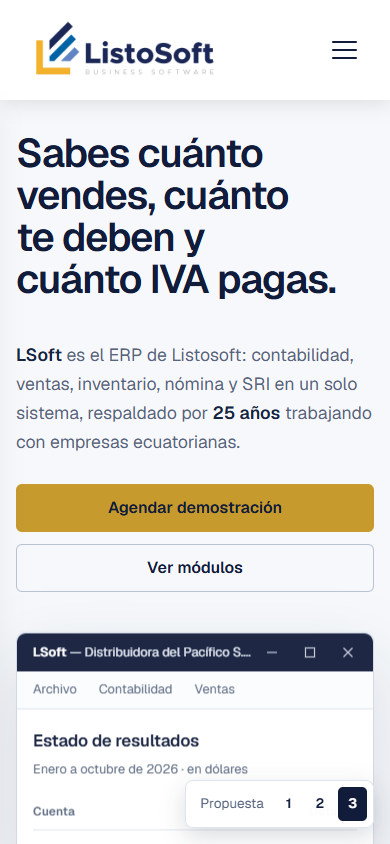 ListoSoft
BUSINESS SOFTWARE
Sabes cuánto
vendes, cuánto
te deben y
cuánto IVA pagas.
LSoft es el ERP de Listosoft: contabilidad,
ventas, inventario, nómina y SRI en un solo
sistema, respaldado por 25 años trabajando
con empresas ecuatorianas.
Agendar demostración
Ver módulos
LSoft — Distribuidora del Pacífico S....
Archivo Contabilidad Ventas
Estado de resultados
Enero a octubre de 2026 · en dólares
Cuenta
Propuesta 1 2 3